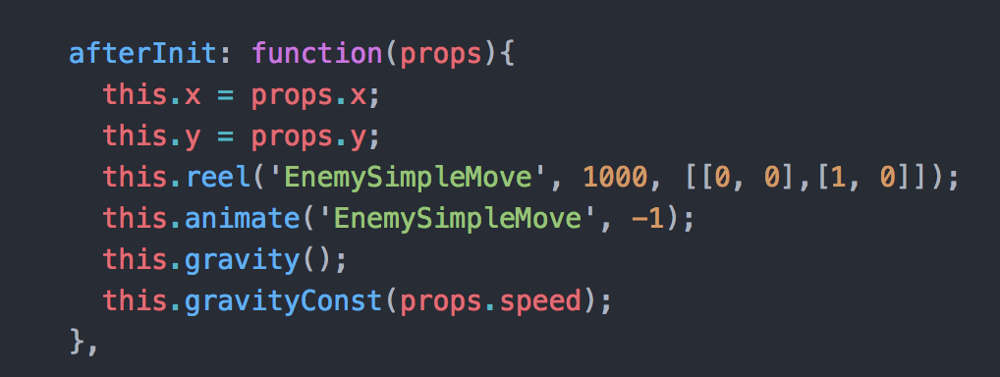 afterInit: function(props){
  this.x = props.x;
  this.y = props.y;
  this.reel('EnemySimpleMove', 1000, [[0, 0],[1, 0]]);
  this.animate('EnemySimpleMove', -1);
  this.gravity();
  this.gravityConst(props.speed);
},